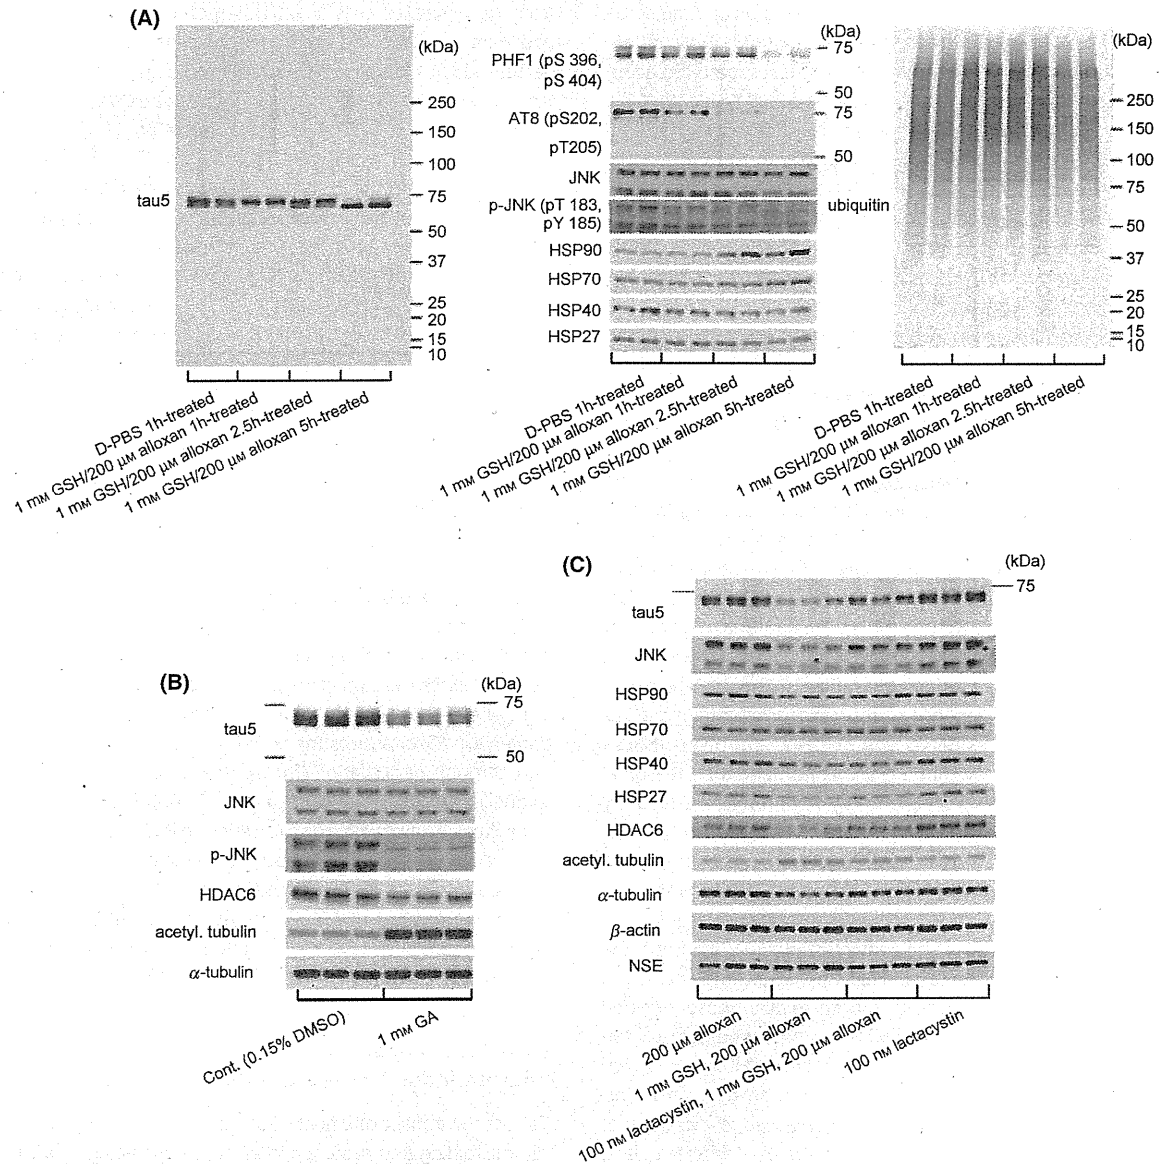 (A)
(kDa)
250
150
100
75
50
37
25
20
15
10
tau5
D-PBS 1h-treated
1 mM GSH/200 μM alloxan 1h-treated
1 mM GSH/200 μM alloxan 2.5h-treated
1 mM GSH/200 μM alloxan 5h-treated
(kDa)
PHF1 (pS 396,
pS 404)
75
50
AT8 (pS202,
pT205)
75
50
JNK
p-JNK (pT 183,
pY 185)
HSP90
HSP70
HSP40
HSP27
D-PBS 1h-treated
1 mM GSH/200 μM alloxan 1h-treated
1 mM GSH/200 μM alloxan 2.5h-treated
1 mM GSH/200 μM alloxan 5h-treated
ubiquitin
(kDa)
250
150
100
75
50
37
25
20
15
10
D-PBS 1h-treated
1 mM GSH/200 μM alloxan 1h-treated
1 mM GSH/200 μM alloxan 2.5h-treated
1 mM GSH/200 μM alloxan 5h-treated
(B)
(kDa)
75
tau5
50
JNK
p-JNK
HDAC6
acetyl. tubulin
α-tubulin
Cont. (0.15% DMSO)
1 mM GA
(C)
(kDa)
75
tau5
JNK
HSP90
HSP70
HSP40
HSP27
HDAC6
acetyl. tubulin
α-tubulin
β-actin
NSE
200 μM alloxan
1 mM GSH, 200 μM alloxan
100 nM lactacystin, 1 mM GSH, 200 μM alloxan
100 nM lactacystin